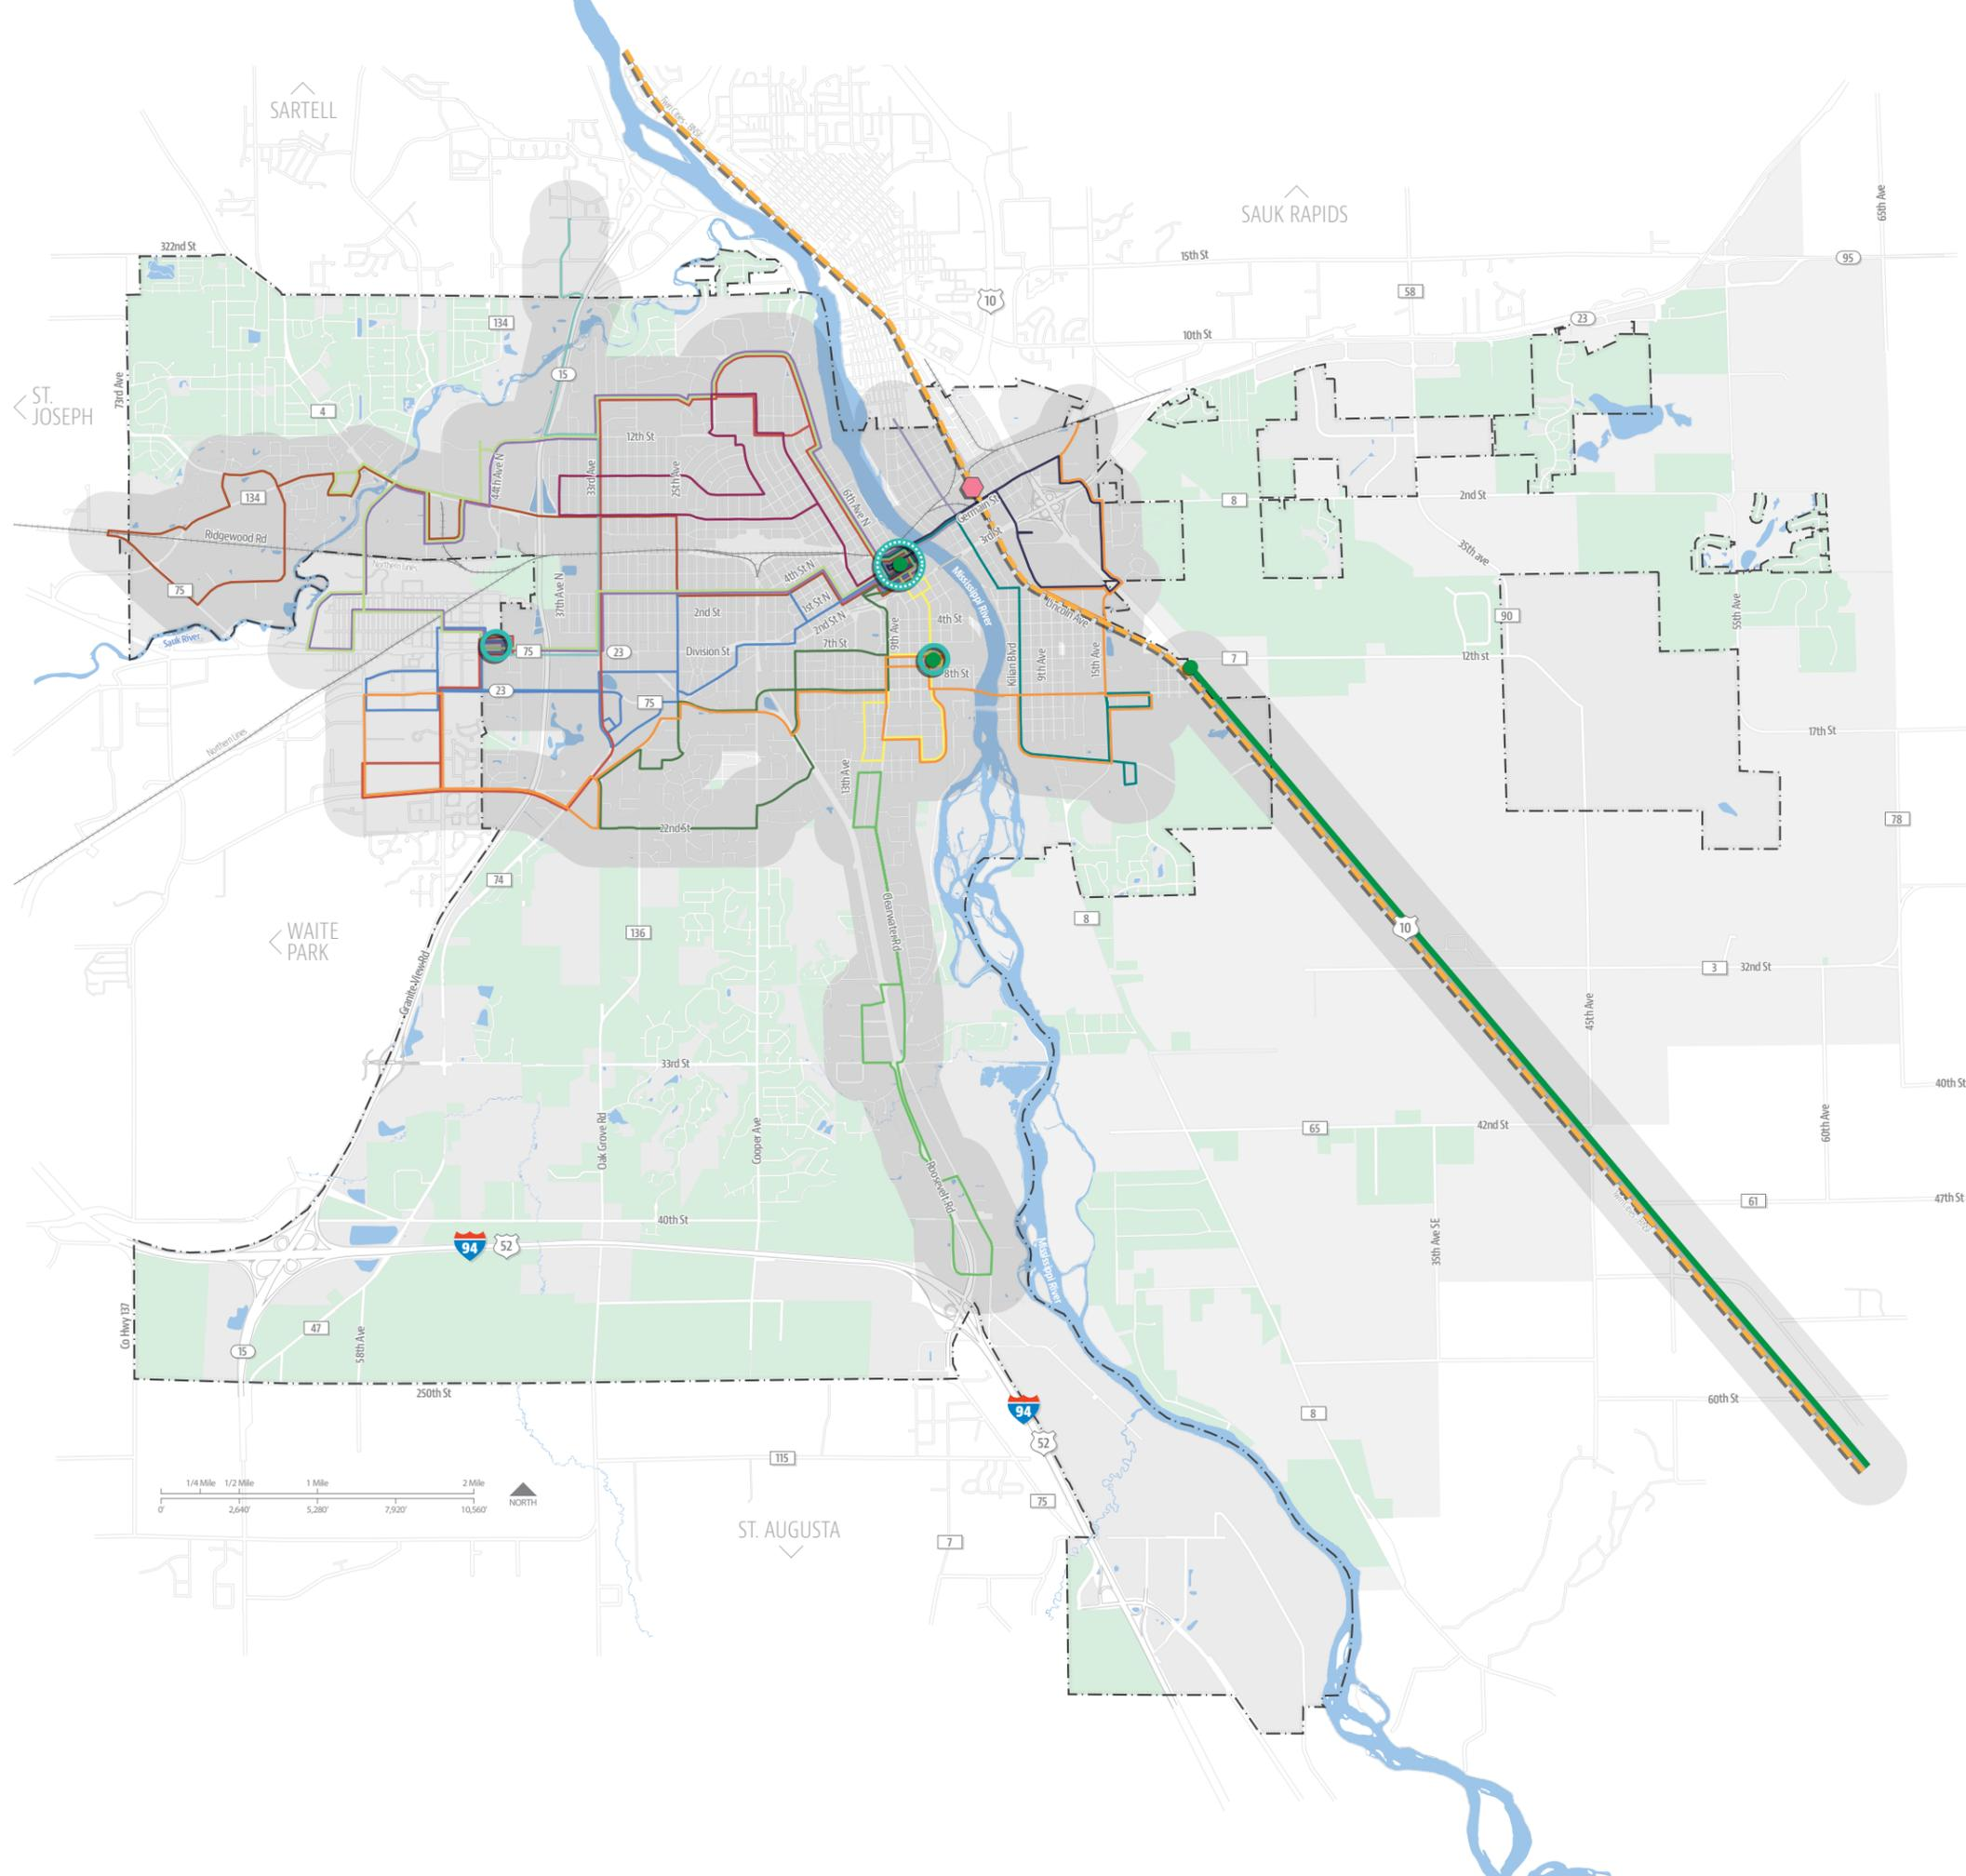 Twin Cities - BNSF
SARTELL
SAUK RAPIDS
65th Ave
322nd St
15th St
95
10
58
134
23
10th St
15
73rd Ave
ST.
JOSEPH
4
12th St
44th Ave N
33rd Ave
25th Ave
134
8
2nd St
6th Ave N
Germain St
3rd St
Ridgewood Rd
35th ave
Northern Lines
4th St N
Mississippi River
75
37th Ave N
1st St N
2nd St
Lincoln Ave
90
55th Ave
2nd St N
4th St
9th Ave
Sauk River
7th St
75
23
Division St
Kilian Blvd
9th Ave
15th Ave
7
12th st
8th St
23
75
17th St
Northern Lines
13th Ave
78
22nd St
74
8
Clearwater Rd
10
WAITE
PARK
136
3
32nd St
Granite View Rd
45th Ave
33rd St
40th St
Oak Grove Rd
Cooper Ave
65
42nd St
60th Ave
Roosevelt Rd
61
47th St
40th St
35th Ave SE
94
52
Mississippi River
Co Hwy 137
47
58th Ave
15
250th St
60th St
94
8
52
115
1/4 Mile
1/2 Mile
1 Mile
2 Mile
NORTH
0'
2,640'
5,280'
7,920'
10,560'
75
ST. AUGUSTA
7